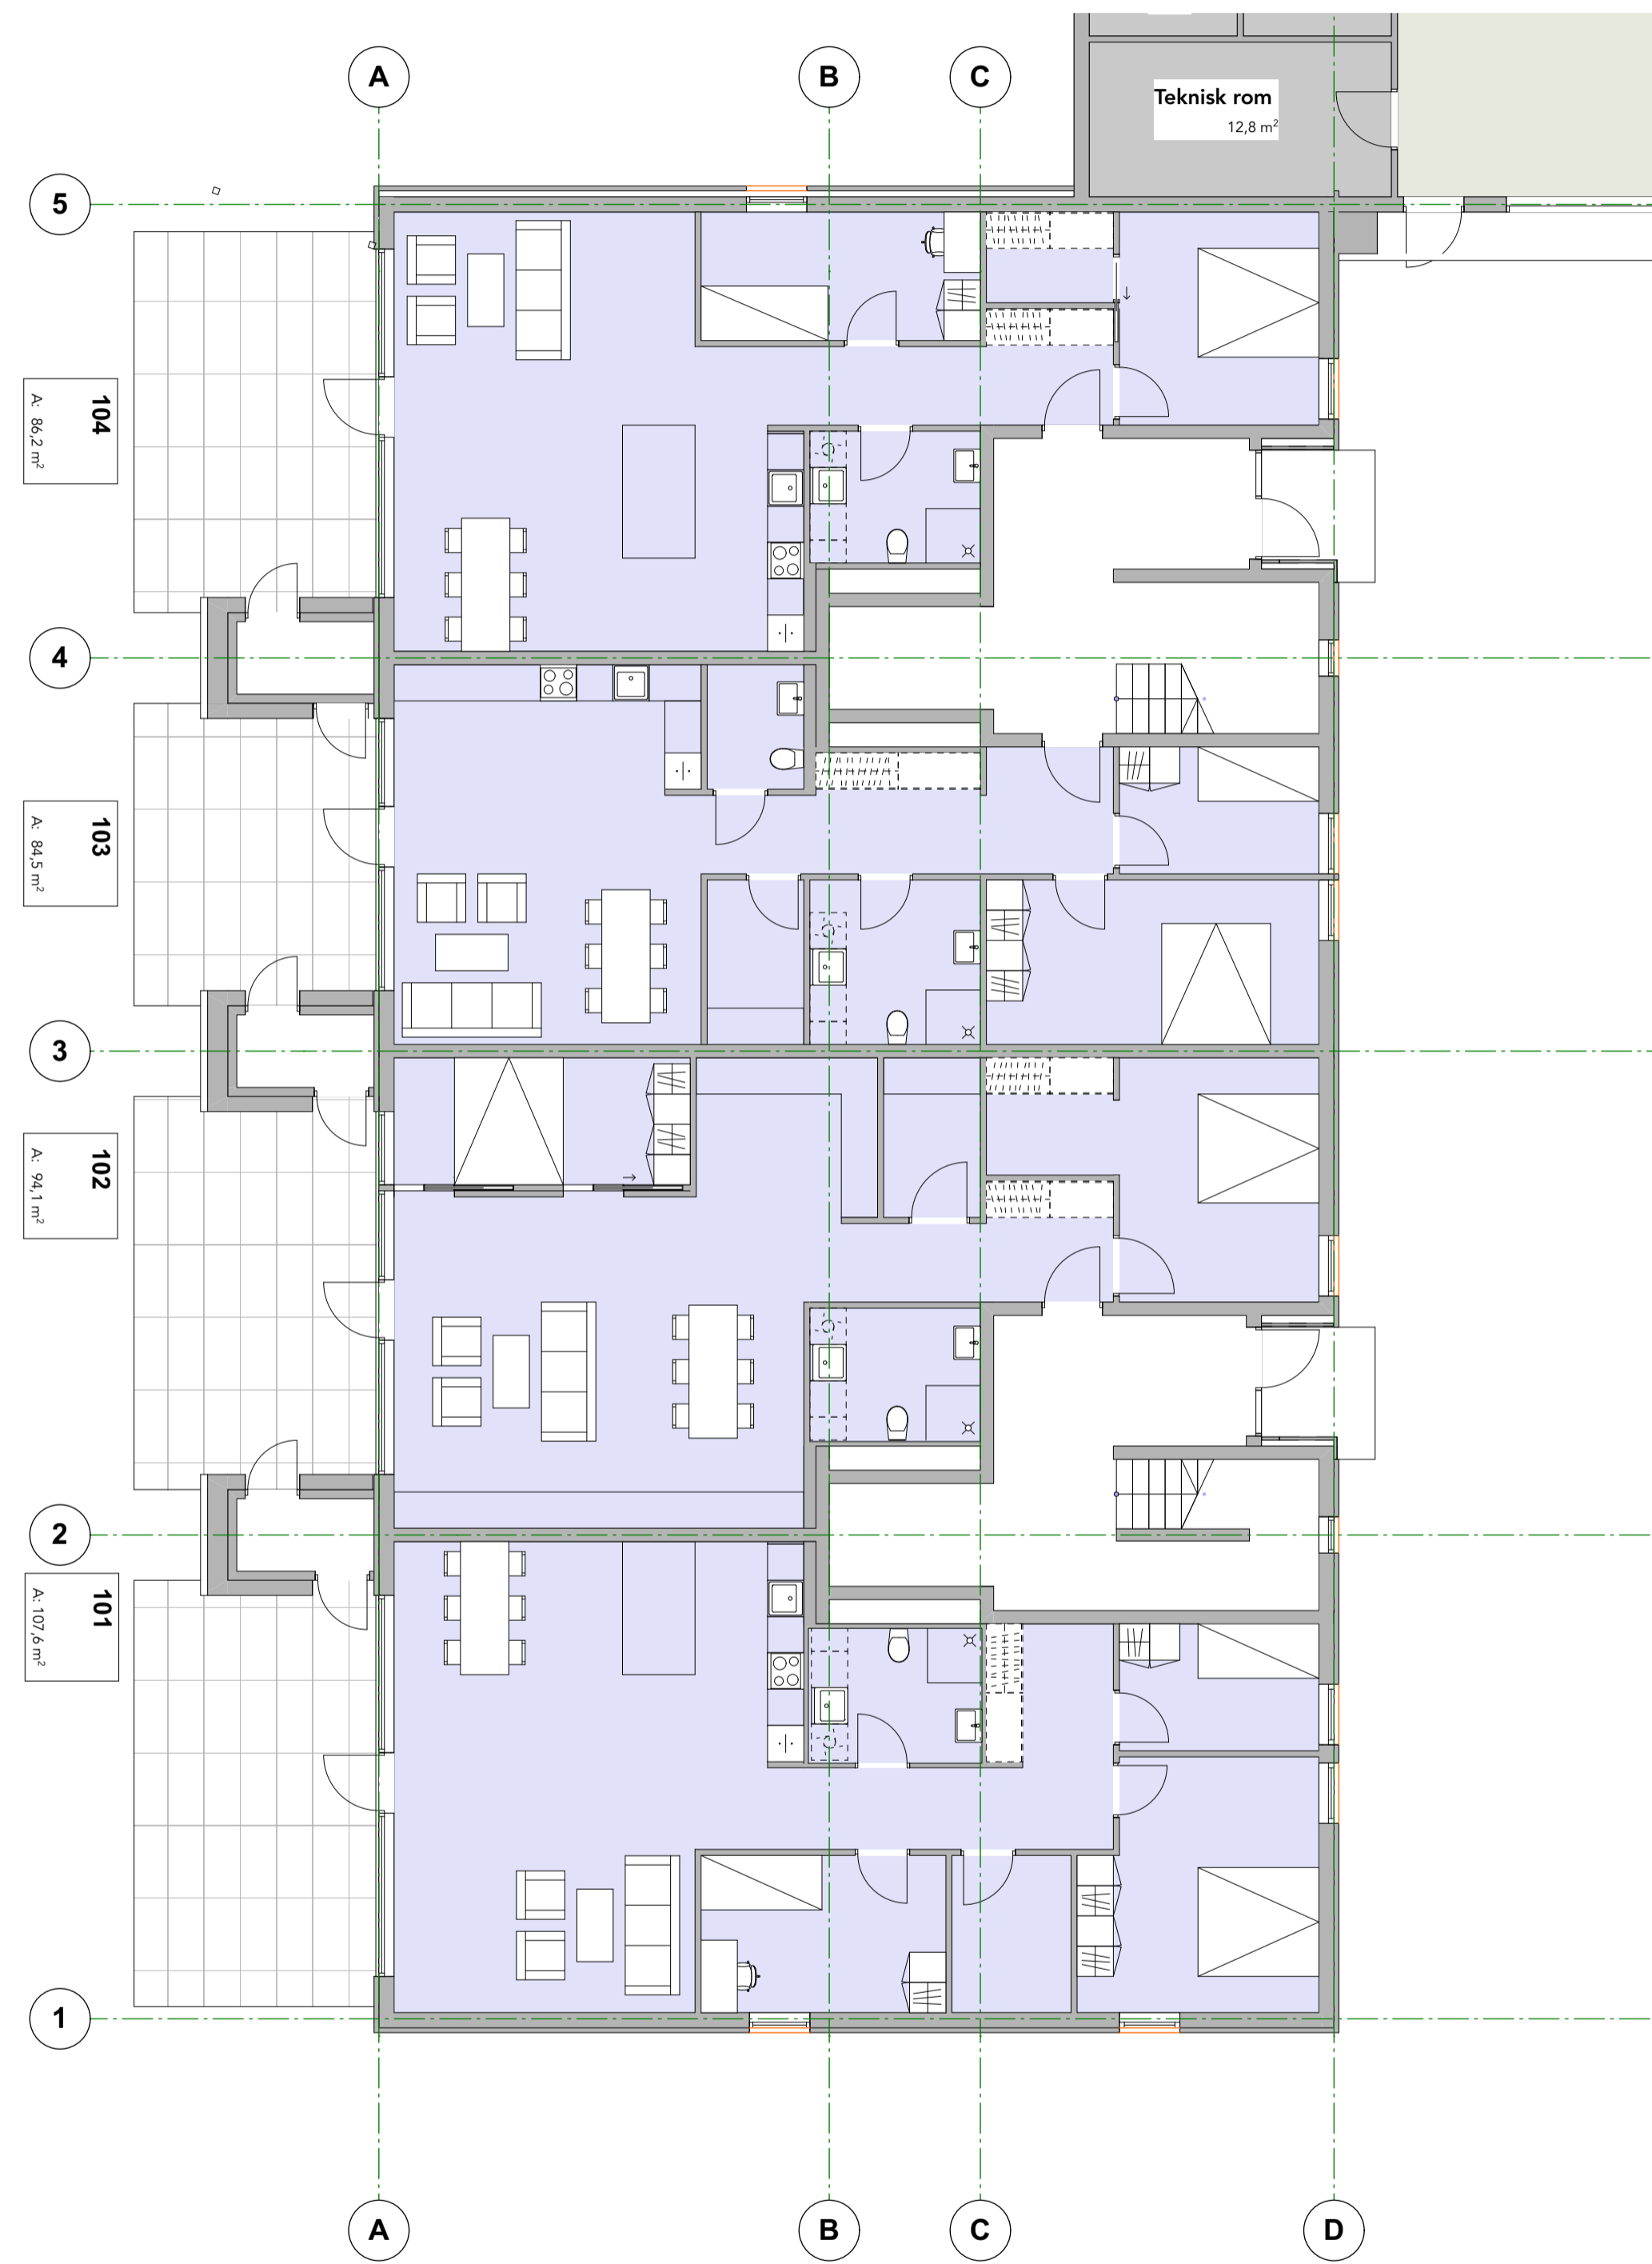 A
B
C
Teknisk rom
12,8 m²
5
104
A: 86,2 m²
4
103
A: 84,5 m²
3
102
A: 94,1 m²
2
101
A: 107,6 m²
1
A
B
C
D